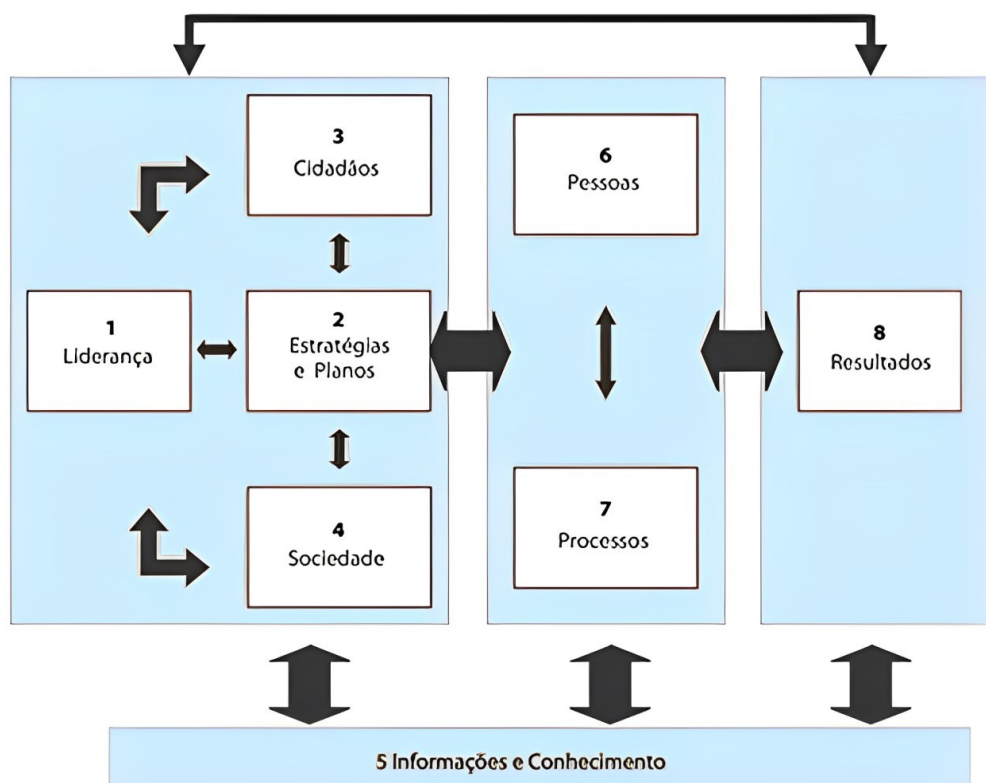 3
Cidadãos
6
Pessoas
1
Liderança
2
Estratégias
e Planos
8
Resultados
4
Sociedade
7
Processos
5 Informações e Conhecimento